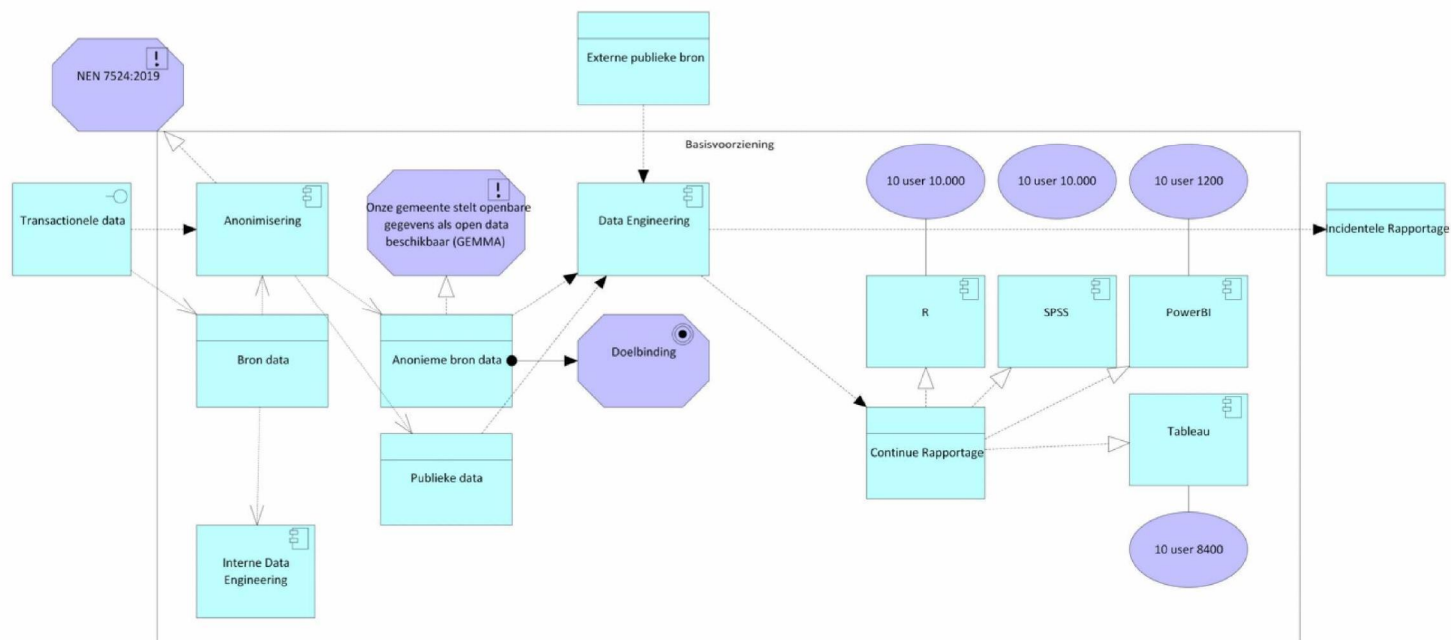 Externe publieke bron
NEN 7524:2019
Basisvoorziening
10 user 10.000
10 user 10.000
10 user 1200
Transactionele data
Anonimisering
Onze gemeente stelt openbare
gegevens als open data
beschikbaar (GEMMA)
Data Engineering
Incidentele Rapportage
R
SPSS
PowerBI
Bron data
Anonieme bron data
Doelbinding
Tableau
Continue Rapportage
Publieke data
10 user 8400
Interne Data
Engineering